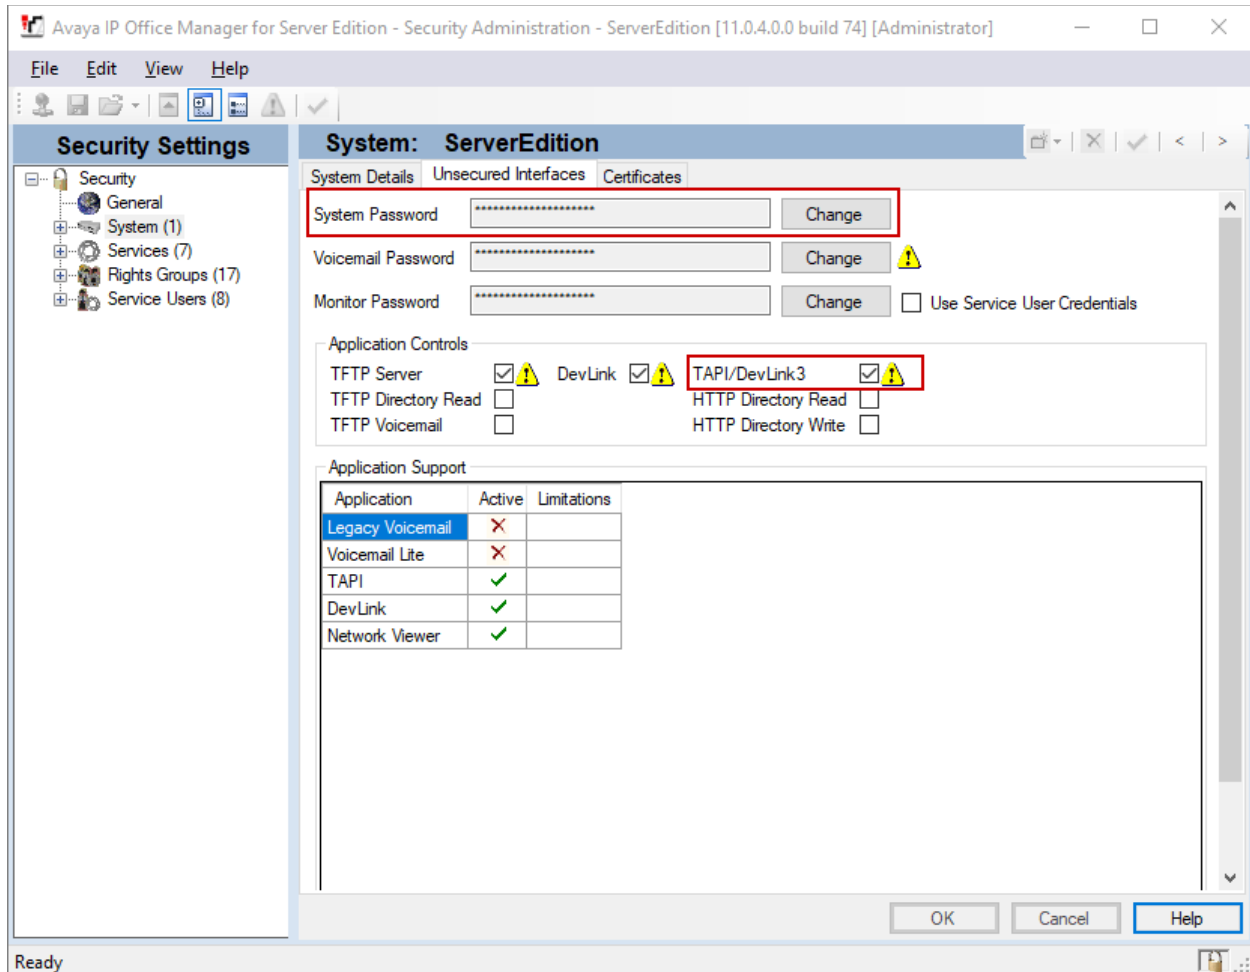 Avaya IP Office Manager for Server Edition - Security Administration - ServerEdition [11.0.4.0.0 build 74] [Administrator]
File Edit View Help
Security Settings
Security
General
System (1)
Services (7)
Rights Groups (17)
Service Users (8)
System: ServerEdition
System Details Unsecured Interfaces Certificates
System Password ******************** Change
Voicemail Password ******************** Change
Monitor Password ******************** Change Use Service User Credentials
Application Controls
TFTP Server DevLink TAPI/DevLink3
TFTP Directory Read HTTP Directory Read
TFTP Voicemail HTTP Directory Write
Application Support
Application Active Limitations
Legacy Voicemail
Voicemail Lite
TAPI
DevLink
Network Viewer
OK Cancel Help
Ready